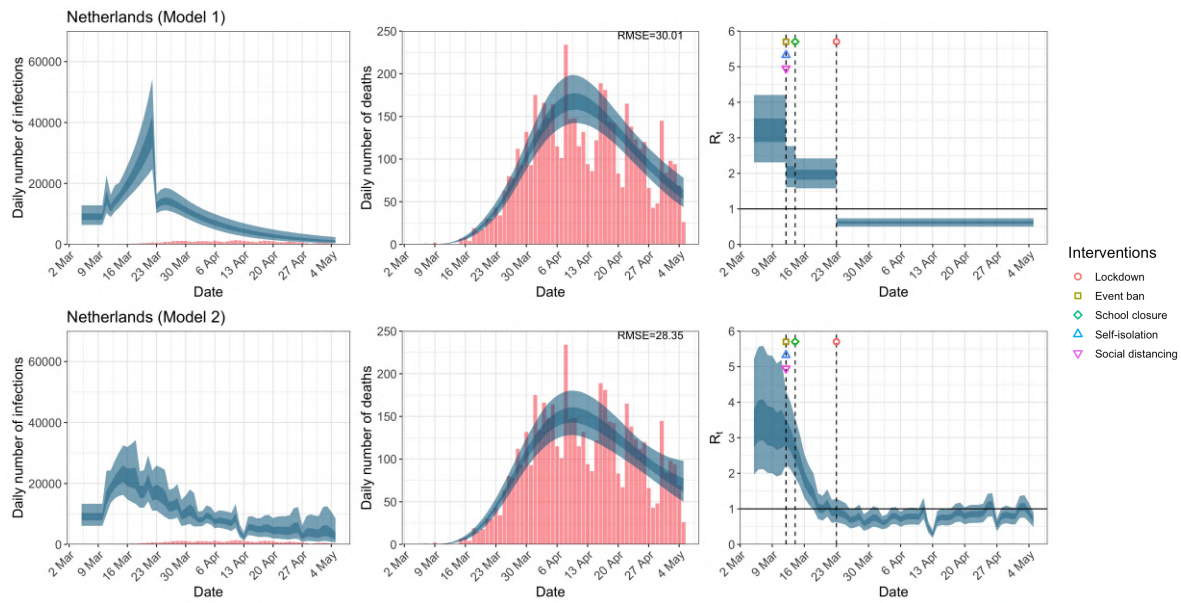 Netherlands (Model 1)
Daily number of infections
60000
40000
20000
0
2 Mar
9 Mar
16 Mar
23 Mar
30 Mar
6 Apr
13 Apr
20 Apr
27 Apr
4 May
Date
RMSE=30.01
Daily number of deaths
250
200
150
100
50
0
2 Mar
9 Mar
16 Mar
23 Mar
30 Mar
6 Apr
13 Apr
20 Apr
27 Apr
4 May
Date
Rt
6
5
4
3
2
1
0
2 Mar
9 Mar
16 Mar
23 Mar
30 Mar
6 Apr
13 Apr
20 Apr
27 Apr
4 May
Date
Interventions
Lockdown
Event ban
School closure
Self-isolation
Social distancing
Netherlands (Model 2)
Daily number of infections
60000
40000
20000
0
2 Mar
9 Mar
16 Mar
23 Mar
30 Mar
6 Apr
13 Apr
20 Apr
27 Apr
4 May
Date
RMSE=28.35
Daily number of deaths
250
200
150
100
50
0
2 Mar
9 Mar
16 Mar
23 Mar
30 Mar
6 Apr
13 Apr
20 Apr
27 Apr
4 May
Date
Rt
6
5
4
3
2
1
0
2 Mar
9 Mar
16 Mar
23 Mar
30 Mar
6 Apr
13 Apr
20 Apr
27 Apr
4 May
Date